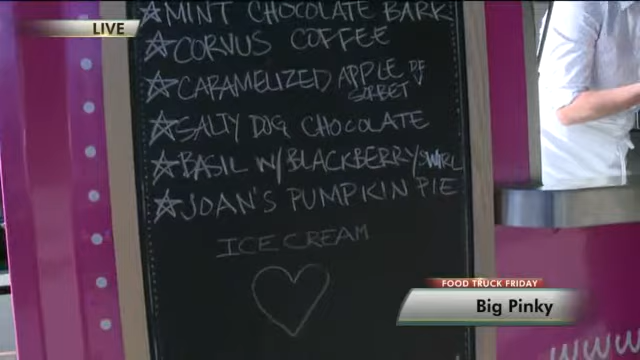 LIVE
☆MINT CHOCOLATE BARK
☆CORVUS COFFEE
☆CARAMELIZED APPLE DF
SORBET
☆SALTY DOG CHOCOLATE
☆BASIL W/BLACKBERRY SWIRL
☆JOAN'S PUMPKIN PIE
ICE CREAM
FOOD TRUCK FRIDAY
Big Pinky
www